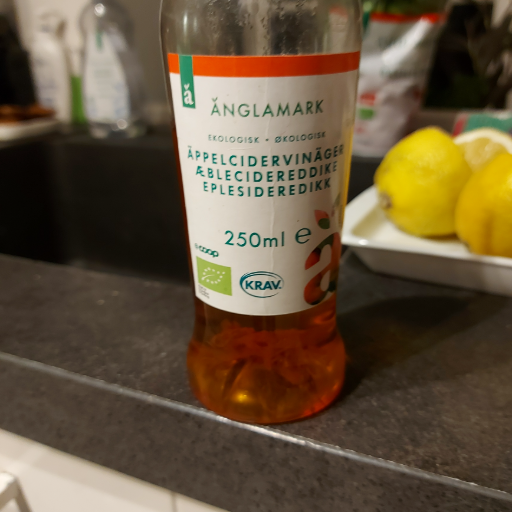 ä
ÄNGLAMARK
EKOLOGISK • ØKOLOGISK
ÄPPELCIDERVINÄGER
ÆBLECIDEREDDIKE
EPLESIDEREDIKK
250ml e
coop
KRAV
ä